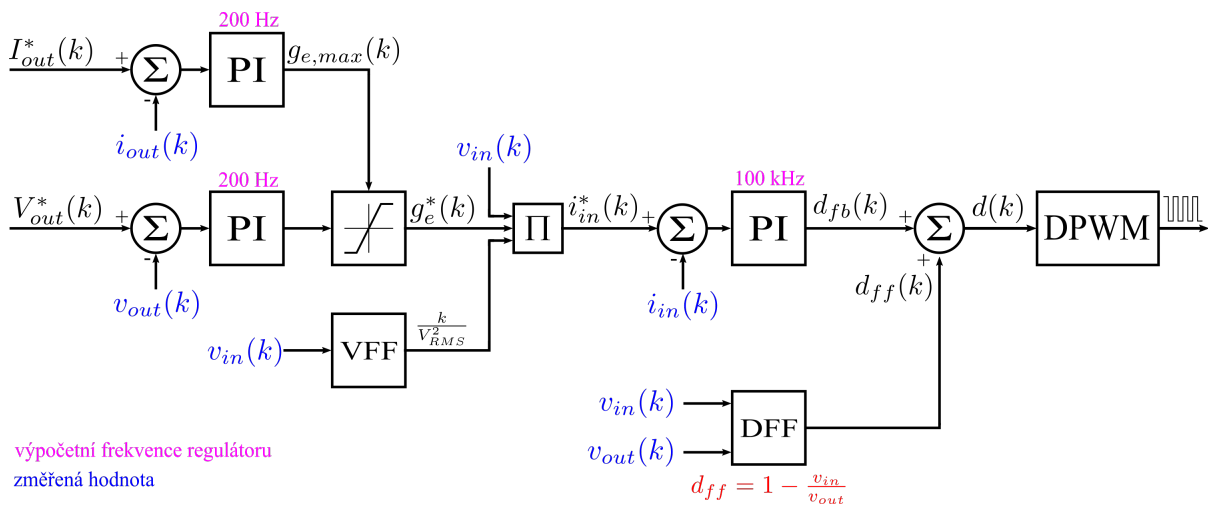 200 Hz
I*out(k) + Σ - PI ge,max(k)
iout(k)
vin(k)
200 Hz
100 kHz
V*out(k) + Σ - PI g*e(k) Π i*in(k) + Σ - PI dfb(k) + Σ + d(k) DPWM
vout(k)
iin(k)
dff(k)
vin(k) VFF k/V²RMS
vin(k)
vout(k)
DFF
dff = 1 − vin/vout
výpočetní frekvence regulátoru
změřená hodnota